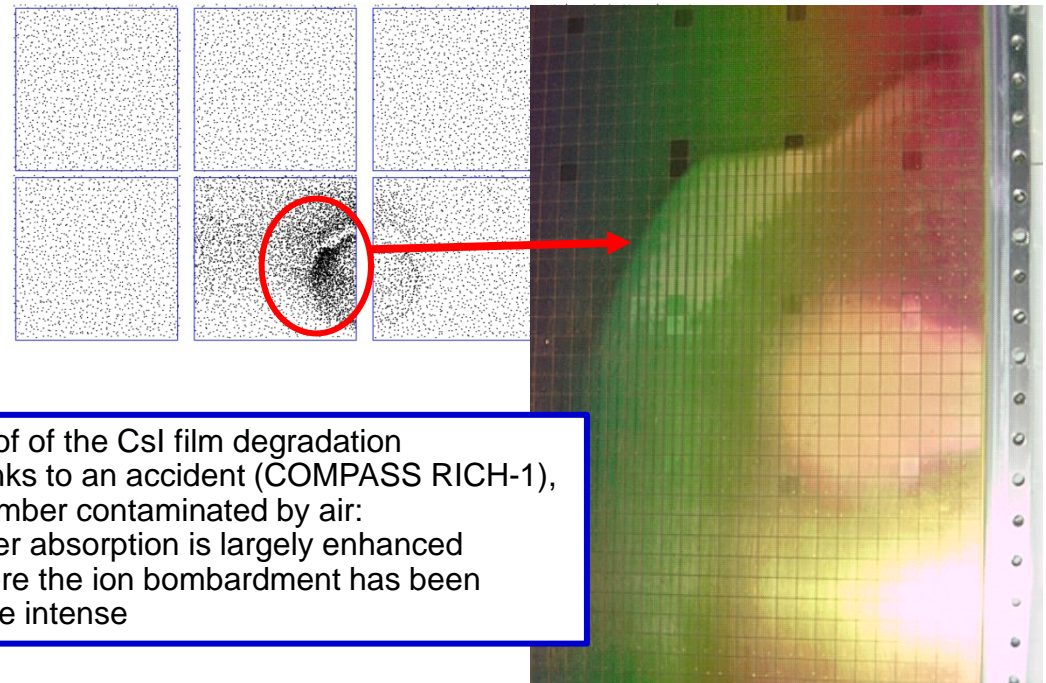 of of the CsI film degradation
nks to an accident (COMPASS RICH-1),
mber contaminated by air:
er absorption is largely enhanced
re the ion bombardment has been
e intense